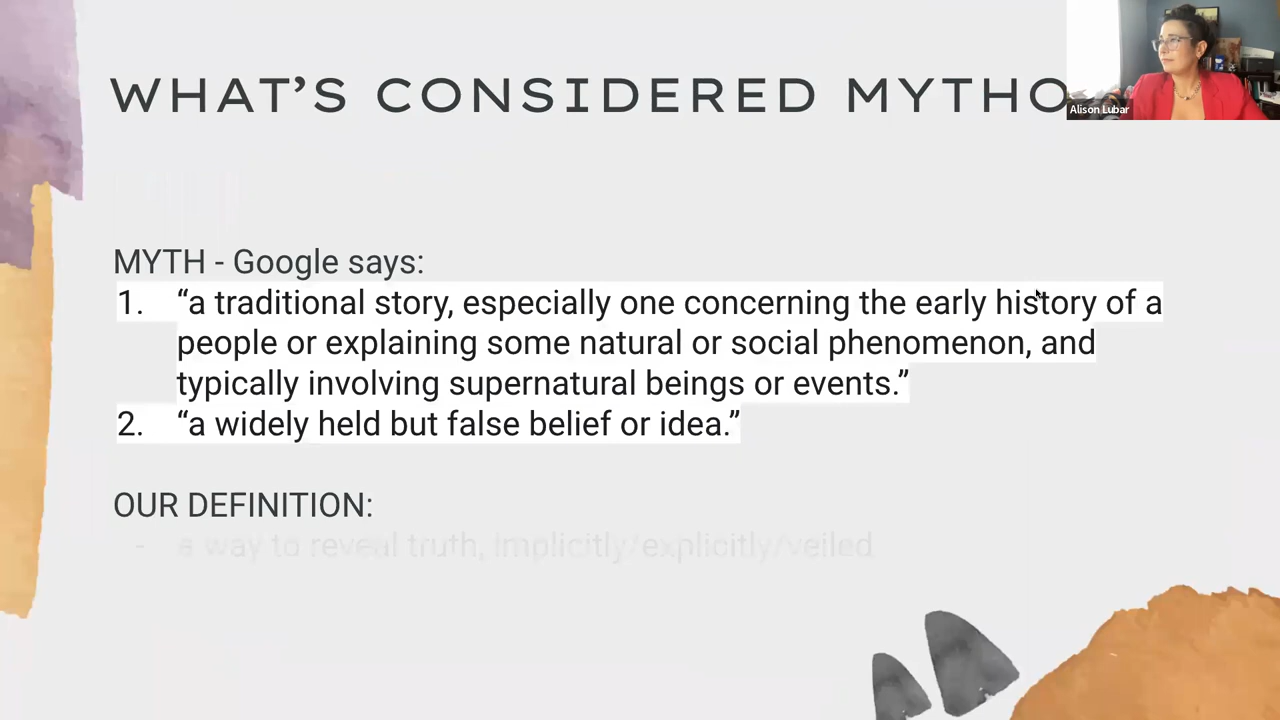 WHAT'S CONSIDERED MYTHO
Alison Lubar
MYTH - Google says:
1. “a traditional story, especially one concerning the early history of a
people or explaining some natural or social phenomenon, and
typically involving supernatural beings or events.”
2. “a widely held but false belief or idea.”
OUR DEFINITION:
- a way to reveal truth, implicitly/explicitly/veiled